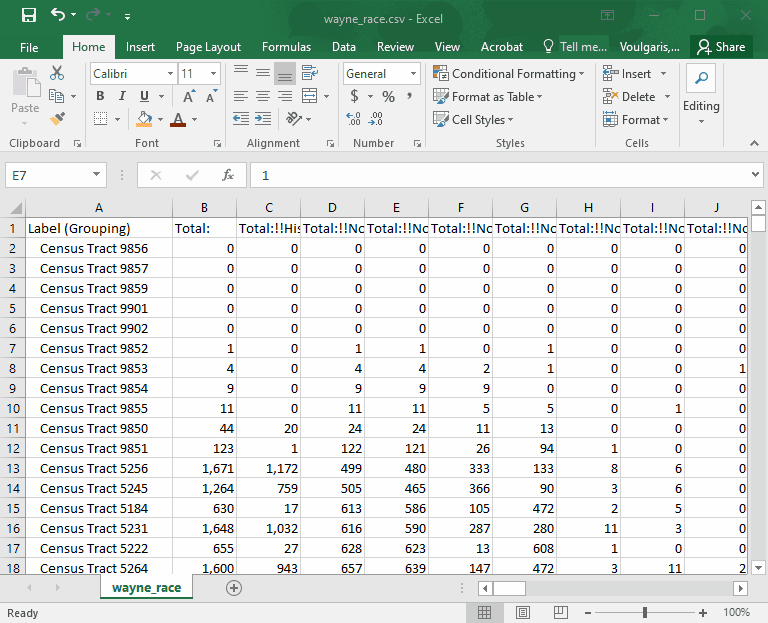 wayne_race.csv - Excel
File Home Insert Page Layout Formulas Data Review View Acrobat Tell me... Voulgaris,... Share
Calibri 11 General Conditional Formatting Insert
Paste B I U A A $ % , Format as Table Delete Editing
A Cell Styles Format
Clipboard Font Alignment Number Styles Cells
E7 fx 1
A B C D E F G H I J
1 Label (Grouping) Total: Total:!!His Total:!!No Total:!!No Total:!!No Total:!!No Total:!!No Total:!!No Total:!!No
2 Census Tract 9856 0 0 0 0 0 0 0 0 0
3 Census Tract 9857 0 0 0 0 0 0 0 0 0
4 Census Tract 9859 0 0 0 0 0 0 0 0 0
5 Census Tract 9901 0 0 0 0 0 0 0 0 0
6 Census Tract 9902 0 0 0 0 0 0 0 0 0
7 Census Tract 9852 1 0 1 1 0 1 0 0 0
8 Census Tract 9853 4 0 4 4 2 1 0 0 1
9 Census Tract 9854 9 0 9 9 9 0 0 0 0
10 Census Tract 9855 11 0 11 11 5 5 0 1 0
11 Census Tract 9850 44 20 24 24 11 13 0 0 0
12 Census Tract 9851 123 1 122 121 26 94 1 0 0
13 Census Tract 5256 1,671 1,172 499 480 333 133 8 6 0
14 Census Tract 5245 1,264 759 505 465 366 90 3 6 0
15 Census Tract 5184 630 17 613 586 105 472 2 5 0
16 Census Tract 5231 1,648 1,032 616 590 287 280 11 3 0
17 Census Tract 5222 655 27 628 623 13 608 1 0 0
18 Census Tract 5264 1,600 943 657 639 147 472 3 11 2
wayne_race
Ready 100%